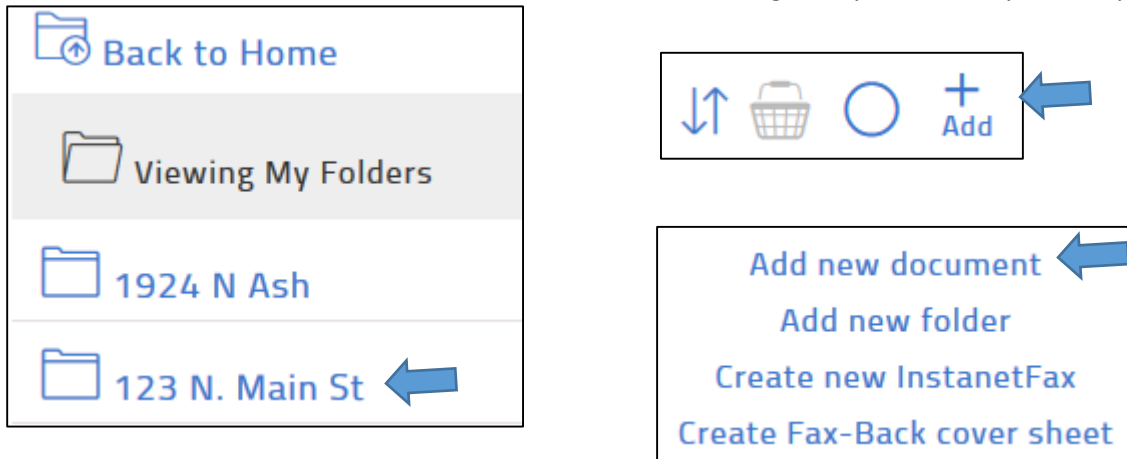 Back to Home
Viewing My Folders
1924 N Ash
123 N. Main St
Add
Add new document
Add new folder
Create new InstanetFax
Create Fax-Back cover sheet